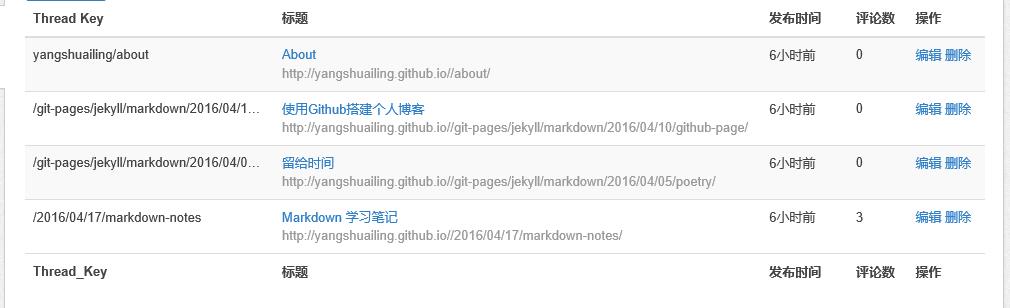 Thread Key 标题 发布时间 评论数 操作
yangshuailing/about About 6小时前 0 编辑 删除
http://yangshuailing.github.io//about/
/git-pages/jekyll/markdown/2016/04/1... 使用Github搭建个人博客 6小时前 0 编辑 删除
http://yangshuailing.github.io//git-pages/jekyll/markdown/2016/04/10/github-page/
/git-pages/jekyll/markdown/2016/04/0... 留给时间 6小时前 0 编辑 删除
http://yangshuailing.github.io//git-pages/jekyll/markdown/2016/04/05/poetry/
/2016/04/17/markdown-notes Markdown 学习笔记 6小时前 3 编辑 删除
http://yangshuailing.github.io//2016/04/17/markdown-notes/
Thread_Key 标题 发布时间 评论数 操作